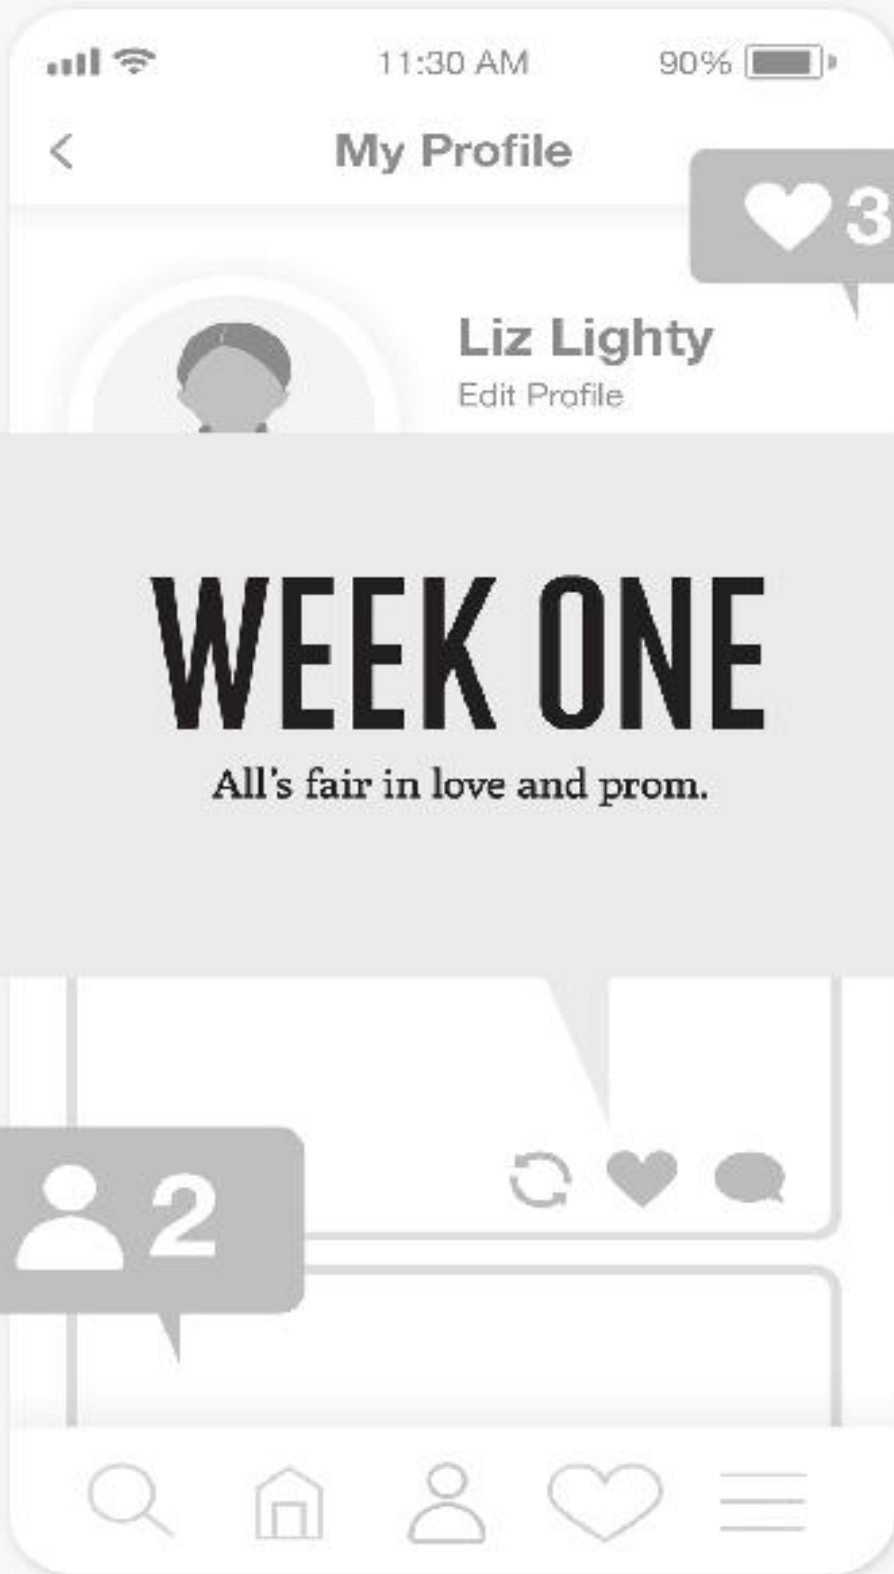 11:30 AM 90%
My Profile
3
Liz Lighty
Edit Profile
WEEK ONE
All's fair in love and prom.
2